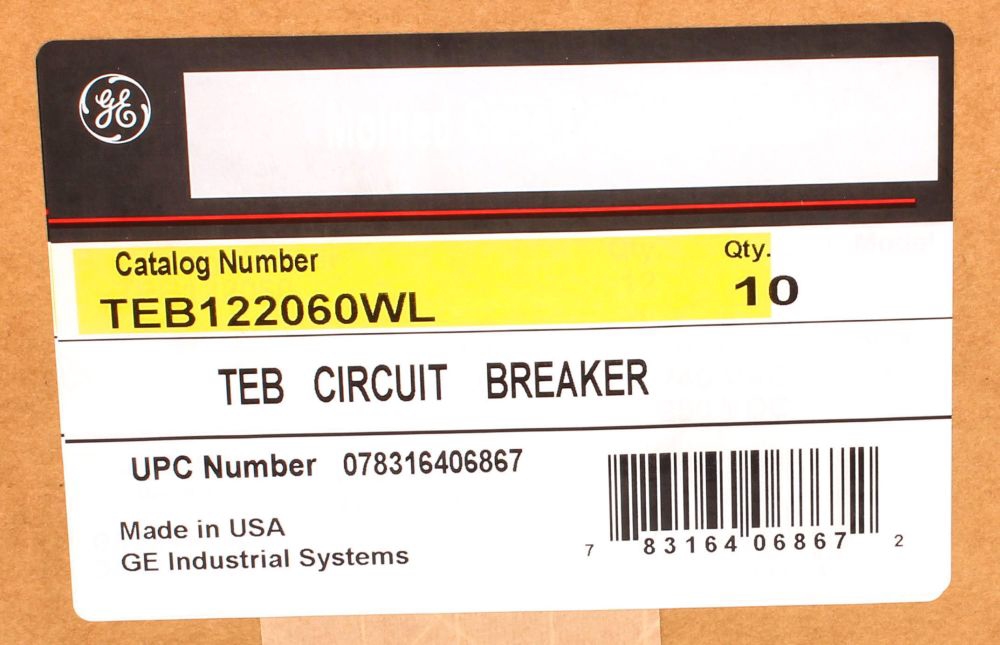 GE
Catalog Number Qty.
TEB122060WL 10
TEB CIRCUIT BREAKER
UPC Number 078316406867
Made in USA
GE Industrial Systems
7 83164 06867 2